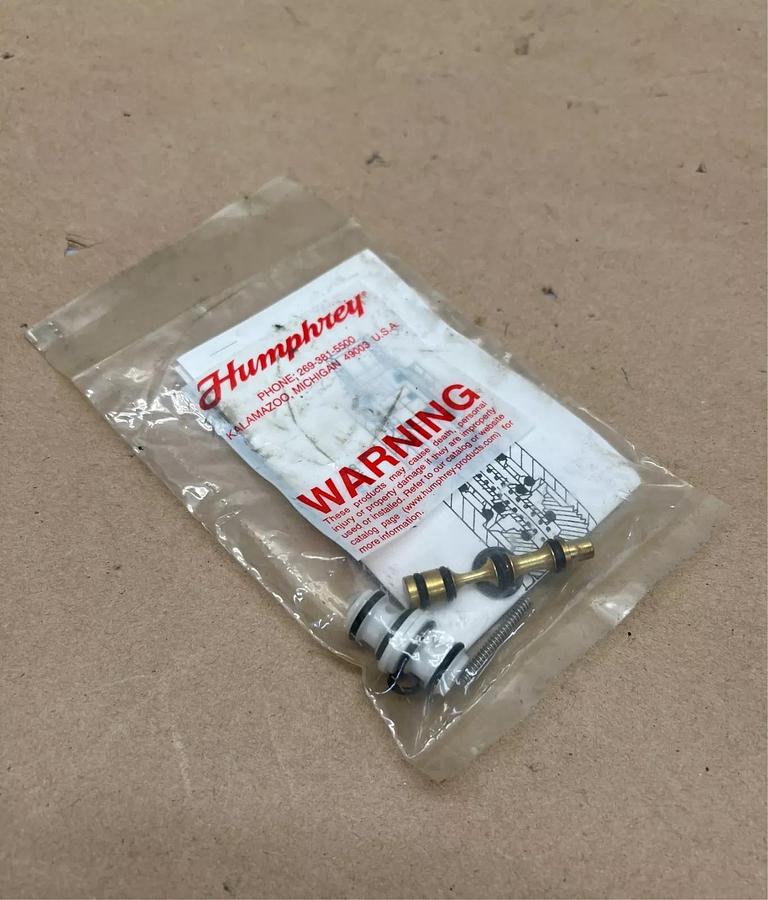 Humphrey®
PHONE: 269-381-5500
KALAMAZOO, MICHIGAN 49003 U.S.A.
WARNING
These products may cause death, personal
injury or property damage if they are improperly
used or installed. Refer to our catalog or website
catalog page (www.humphrey-products.com) for
more information.